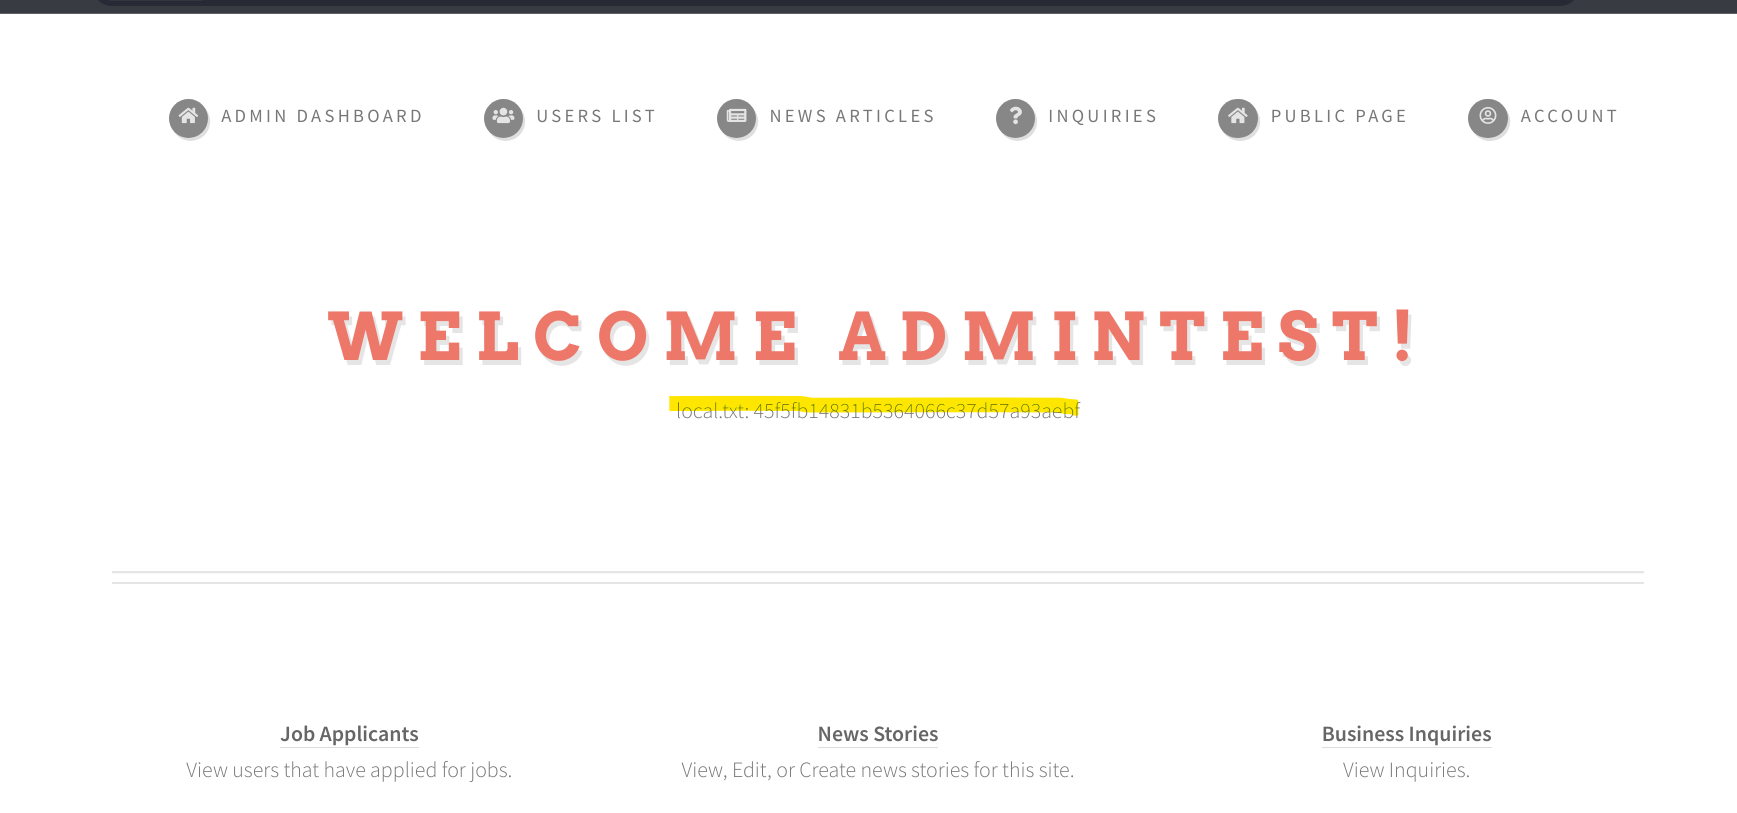 ADMIN DASHBOARD USERS LIST NEWS ARTICLES INQUIRIES PUBLIC PAGE ACCOUNT
WELCOME ADMINTEST!
local.txt: 45f5fb14831b5364066c37d57a93aebf
Job Applicants News Stories Business Inquiries
View users that have applied for jobs. View, Edit, or Create news stories for this site. View Inquiries.